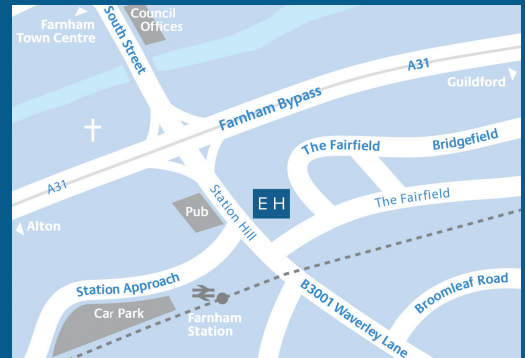 Council
Offices
Farnham
Town Centre
South Street
A31
Guildford
Farnham Bypass
The Fairfield
Bridgefield
A31
Station Hill
EH
The Fairfield
Pub
Alton
Station Approach
Car Park
Farnham
Station
B3001 Waverley Lane
Broomleaf Road